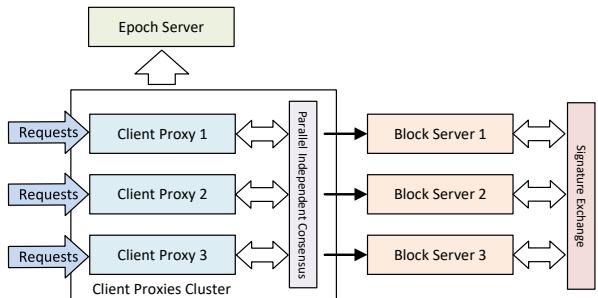 Epoch Server
Requests
Client Proxy 1
Block Server 1
Requests
Client Proxy 2
Block Server 2
Requests
Client Proxy 3
Block Server 3
Parallel Independent Consensus
Signature Exchange
Client Proxies Cluster